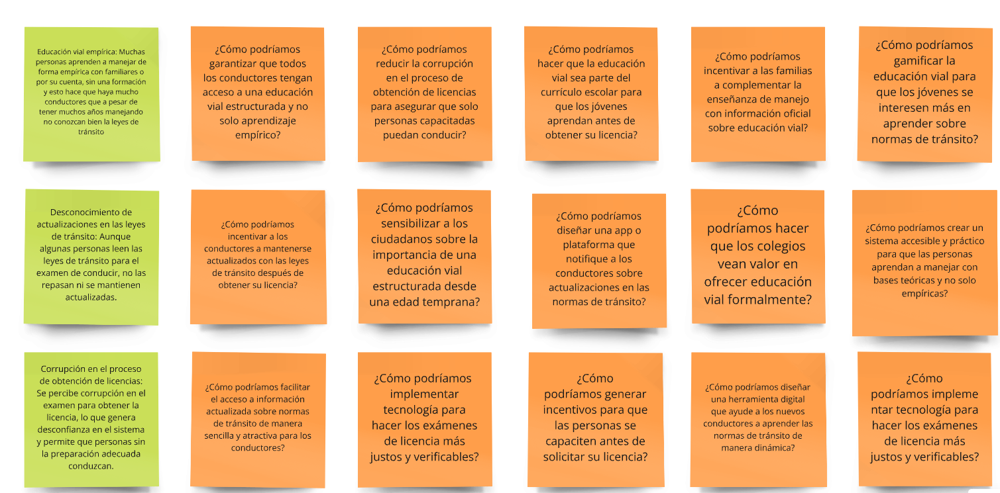 Educación vial empírica: Muchas
personas aprenden a manejar de
forma empírica con familiares o
por su cuenta, sin una formación
y esto hace que haya mucho
conductores que a pesar de
tener muchos años manejando
no conozcan bien la leyes de
tránsito
¿Cómo podríamos
garantizar que todos
los conductores tengan
acceso a una educación
vial estructurada y no
solo aprendizaje
empírico?
¿Cómo podríamos
reducir la corrupción
en el proceso de
obtención de licencias
para asegurar que solo
personas capacitadas
puedan conducir?
¿Cómo podríamos
hacer que la educación
vial sea parte del
currículo escolar para
que los jóvenes
aprendan antes de
obtener su licencia?
¿Cómo podríamos
incentivar a las familias
a complementar la
enseñanza de manejo
con información oficial
sobre educación vial?
¿Cómo podríamos
gamificar la
educación vial para
que los jóvenes se
interesen más en
aprender sobre
normas de tránsito?
Desconocimiento de
actualizaciones en las leyes
de tránsito: Aunque
algunas personas leen las
leyes de tránsito para el
examen de conducir, no las
repasan ni se mantienen
actualizadas.
¿Cómo podríamos
incentivar a los
conductores a mantenerse
actualizados con las leyes
de tránsito después de
obtener su licencia?
¿Cómo podríamos
sensibilizar a los
ciudadanos sobre la
importancia de una
educación vial
estructurada desde
una edad temprana?
¿Cómo podríamos
diseñar una app o
plataforma que
notifique a los
conductores sobre
actualizaciones en las
normas de tránsito?
¿Cómo
podríamos hacer
que los colegios
vean valor en
ofrecer educación
vial formalmente?
¿Cómo podríamos crear un
sistema accesible y práctico
para que las personas
aprendan a manejar con
bases teóricas y no solo
empíricas?
Corrupción en el proceso
de obtención de licencias:
Se percibe corrupción en el
examen para obtener la
licencia, lo que genera
desconfianza en el sistema
y permite que personas sin
la preparación adecuada
conduzcan.
¿Cómo podríamos facilitar
el acceso a información
actualizada sobre normas
de tránsito de manera
sencilla y atractiva para los
conductores?
¿Cómo podríamos
implementar
tecnología para
hacer los exámenes
de licencia más
justos y verificables?
¿Cómo
podríamos generar
incentivos para que
las personas se
capaciten antes de
solicitar su licencia?
¿Cómo podríamos diseñar
una herramienta digital
que ayude a los nuevos
conductores a aprender las
normas de tránsito de
manera dinámica?
¿Cómo
podríamos impleme
ntar tecnología para
hacer los exámenes
de licencia más
justos y verificables?